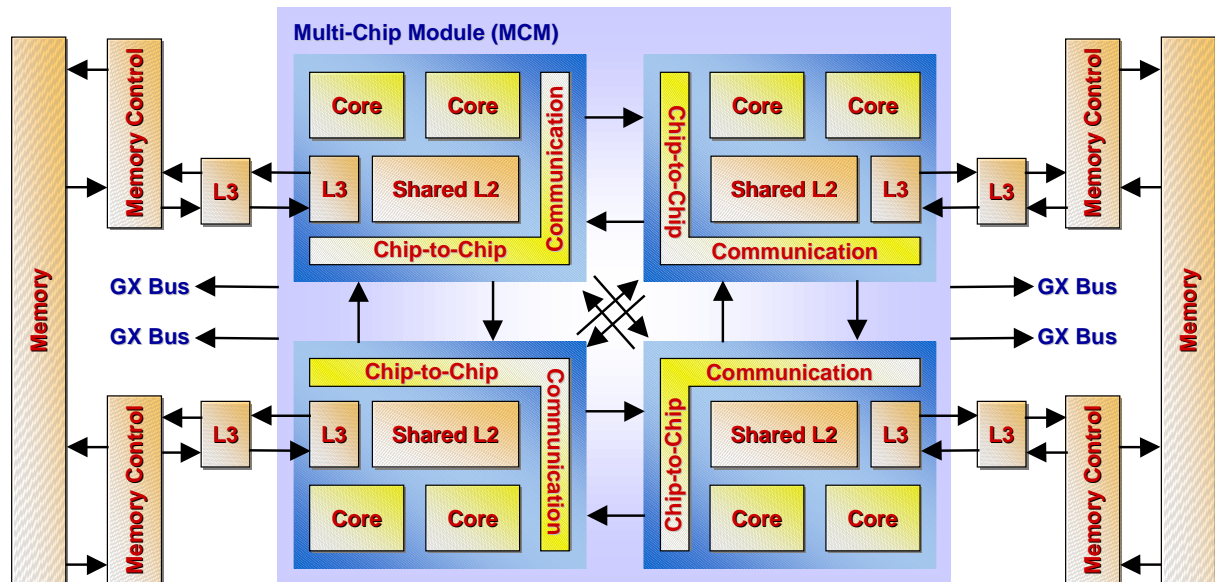 Multi-Chip Module (MCM)
Memory
Memory Control
L3
L3
Core
Core
Shared L2
Chip-to-Chip
Communication
Chip-to-Chip
Core
Core
Shared L2
L3
Communication
L3
Memory Control
Memory
GX Bus
GX Bus
GX Bus
GX Bus
Memory Control
L3
L3
Chip-to-Chip
Communication
Shared L2
Core
Core
Chip-to-Chip
Communication
Shared L2
L3
Core
Core
L3
Memory Control